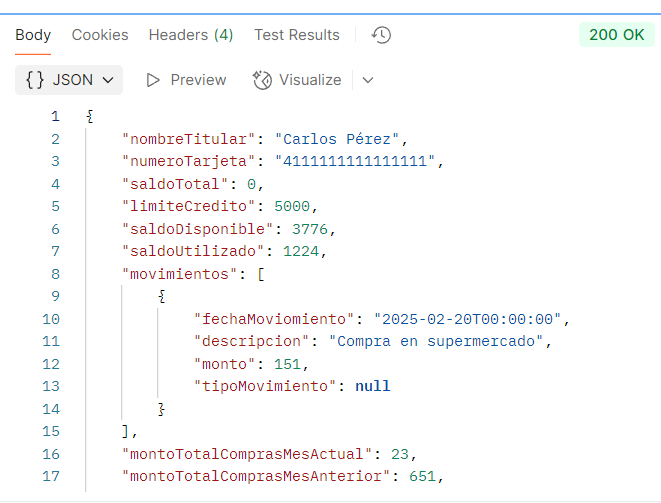 Body Cookies Headers (4) Test Results 200 OK
{} JSON Preview Visualize
1 {
2 "nombreTitular": "Carlos Pérez",
3 "numeroTarjeta": "4111111111111111",
4 "saldoTotal": 0,
5 "limiteCredito": 5000,
6 "saldoDisponible": 3776,
7 "saldoUtilizado": 1224,
8 "movimientos": [
9 {
10 "fechaMoviomiento": "2025-02-20T00:00:00",
11 "descripcion": "Compra en supermercado",
12 "monto": 151,
13 "tipoMovimiento": null
14 }
15 ],
16 "montoTotalComprasMesActual": 23,
17 "montoTotalComprasMesAnterior": 651,